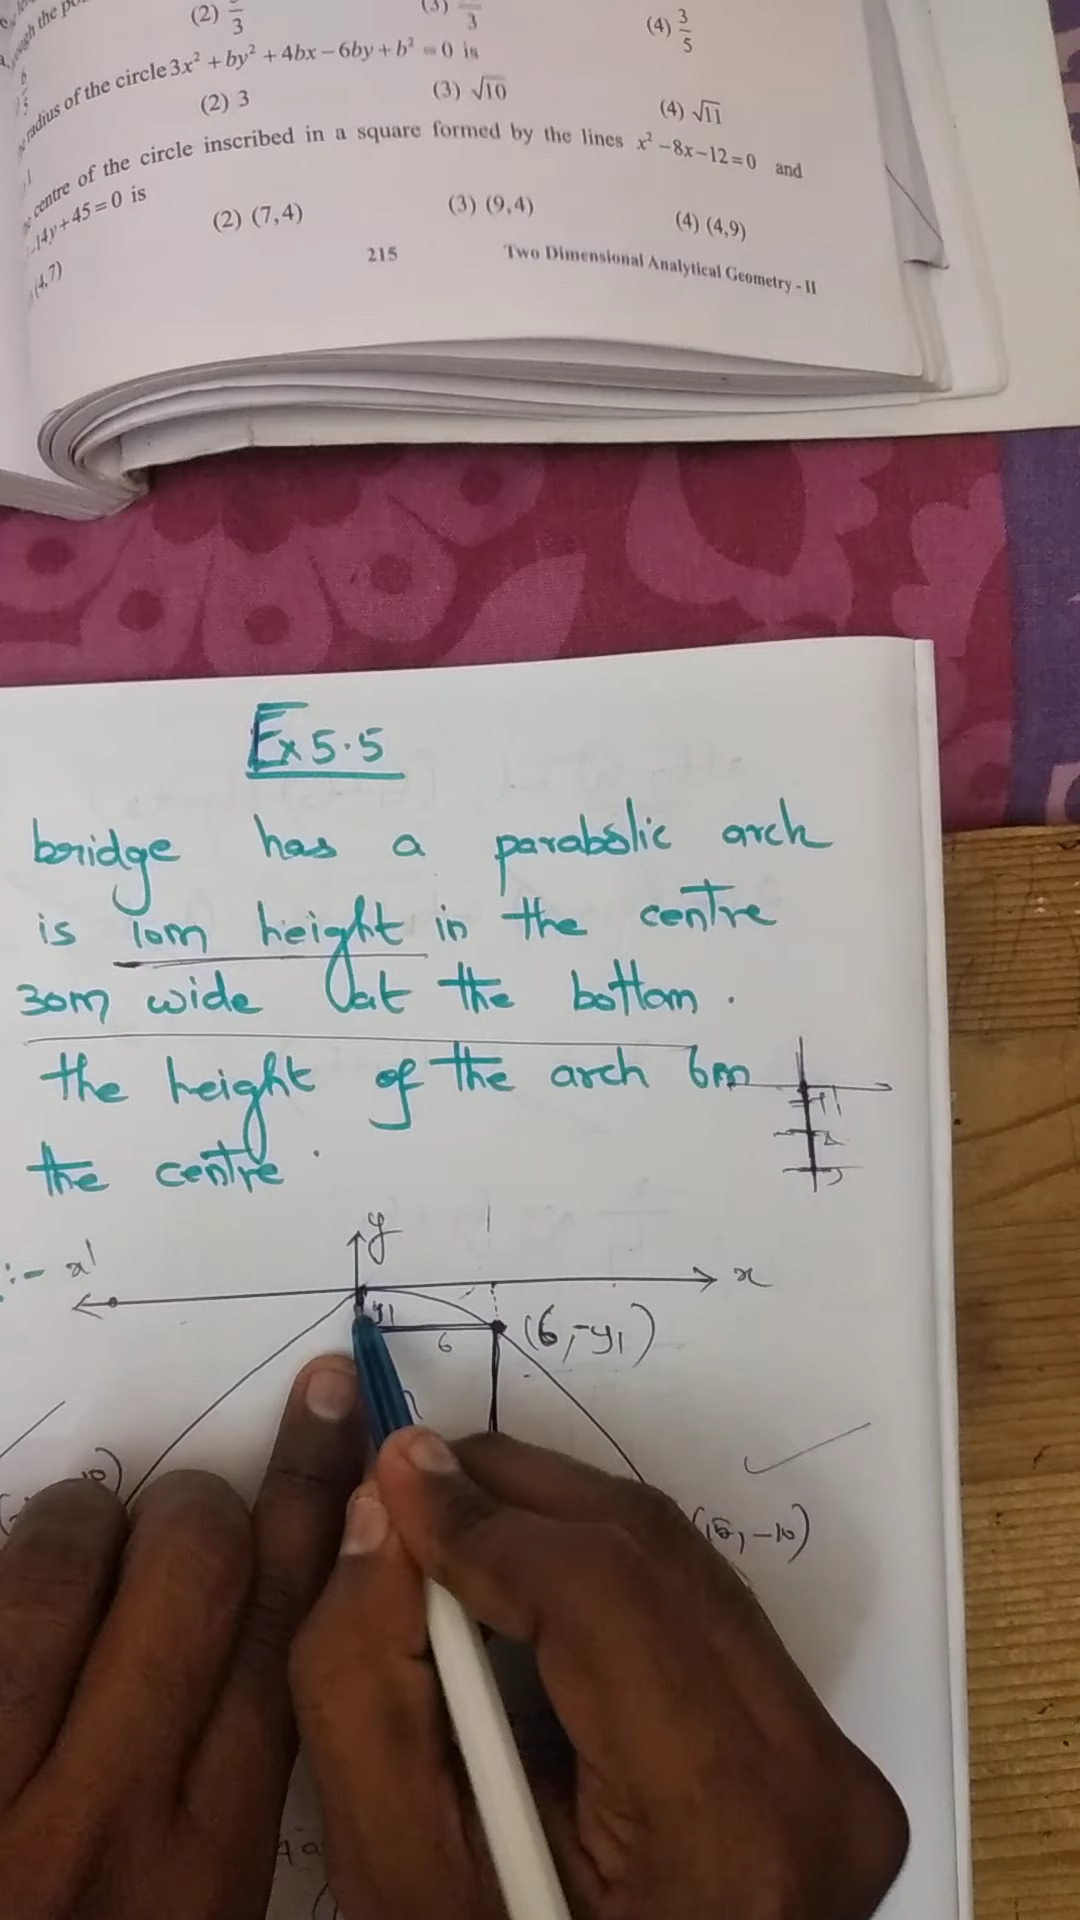 (2) 3 (3) 3 (4) 3/5
radius of the circle 3x² + by² + 4bx − 6by + b² = 0 is
(2) 3 (3) √10 (4) √11
centre of the circle inscribed in a square formed by the lines x² − 8x − 12 = 0 and
−14y + 45 = 0 is
(4,7) (2) (7,4) (3) (9,4) (4) (4,9)
215 Two Dimensional Analytical Geometry - II
Ex 5.5
bridge has a parabolic arch
is 10m height in the centre
30m wide at the bottom.
the height of the arch 6m
the centre.
y
:- x' x
y1 (6, -y1)
6
(15, -10)